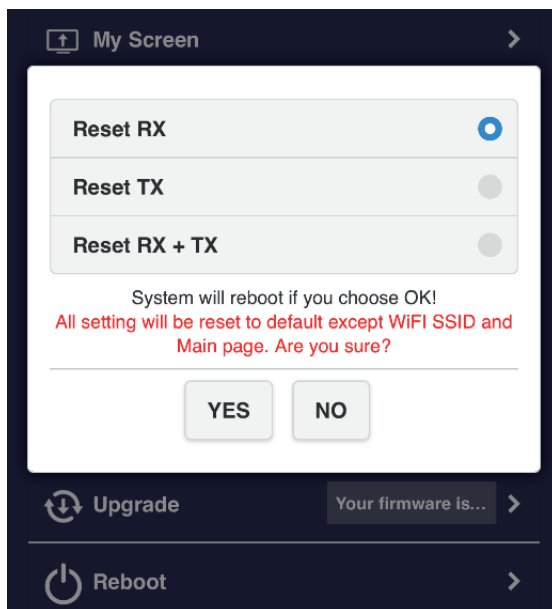 My Screen
Reset RX
Reset TX
Reset RX + TX
System will reboot if you choose OK!
All setting will be reset to default except WiFI SSID and
Main page. Are you sure?
YES NO
Upgrade Your firmware is...
Reboot